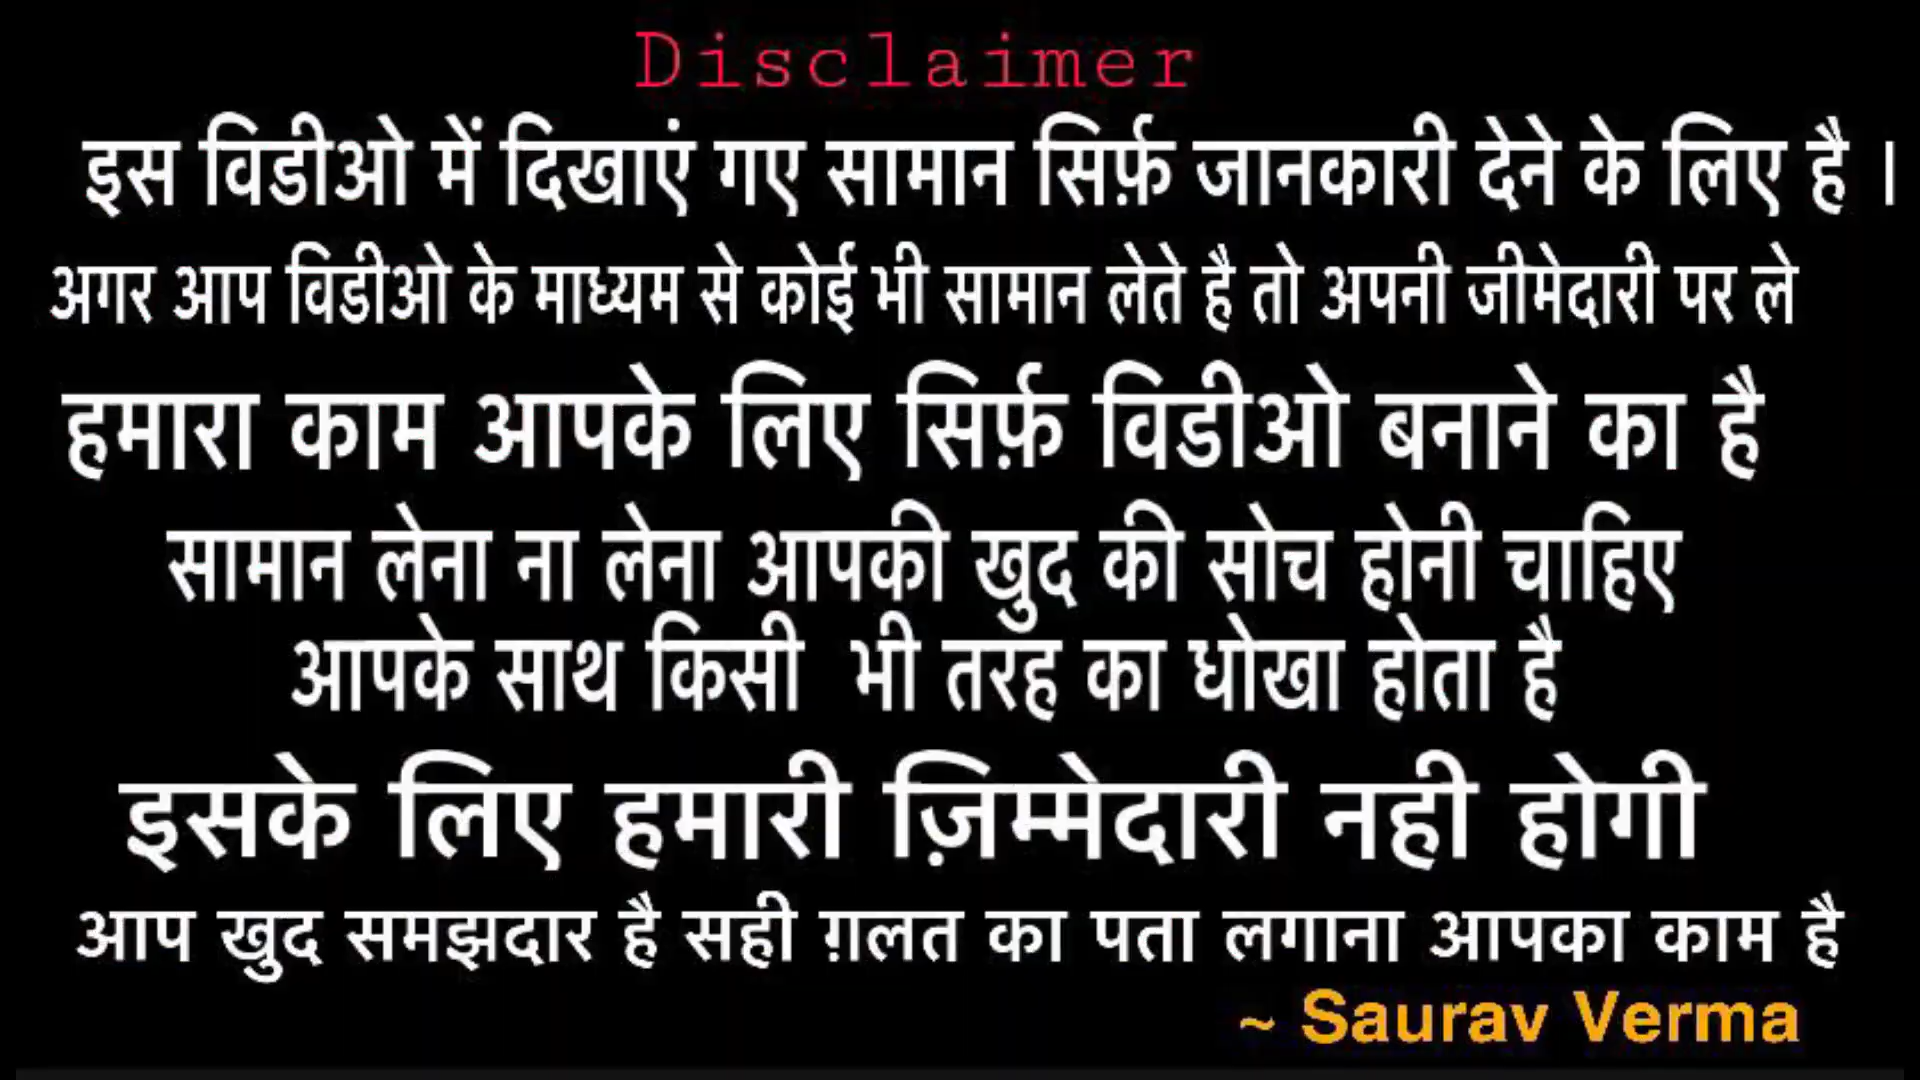 Disclaimer
इस विडीओ में दिखाएं गए सामान सिर्फ़ जानकारी देने के लिए है ।
अगर आप विडीओ के माध्यम से कोई भी सामान लेते है तो अपनी जीमेदारी पर ले
हमारा काम आपके लिए सिर्फ़ विडीओ बनाने का है
सामान लेना ना लेना आपकी खुद की सोच होनी चाहिए
आपके साथ किसी भी तरह का धोखा होता है
इसके लिए हमारी ज़िम्मेदारी नही होगी
आप खुद समझदार है सही ग़लत का पता लगाना आपका काम है
~ Saurav Verma